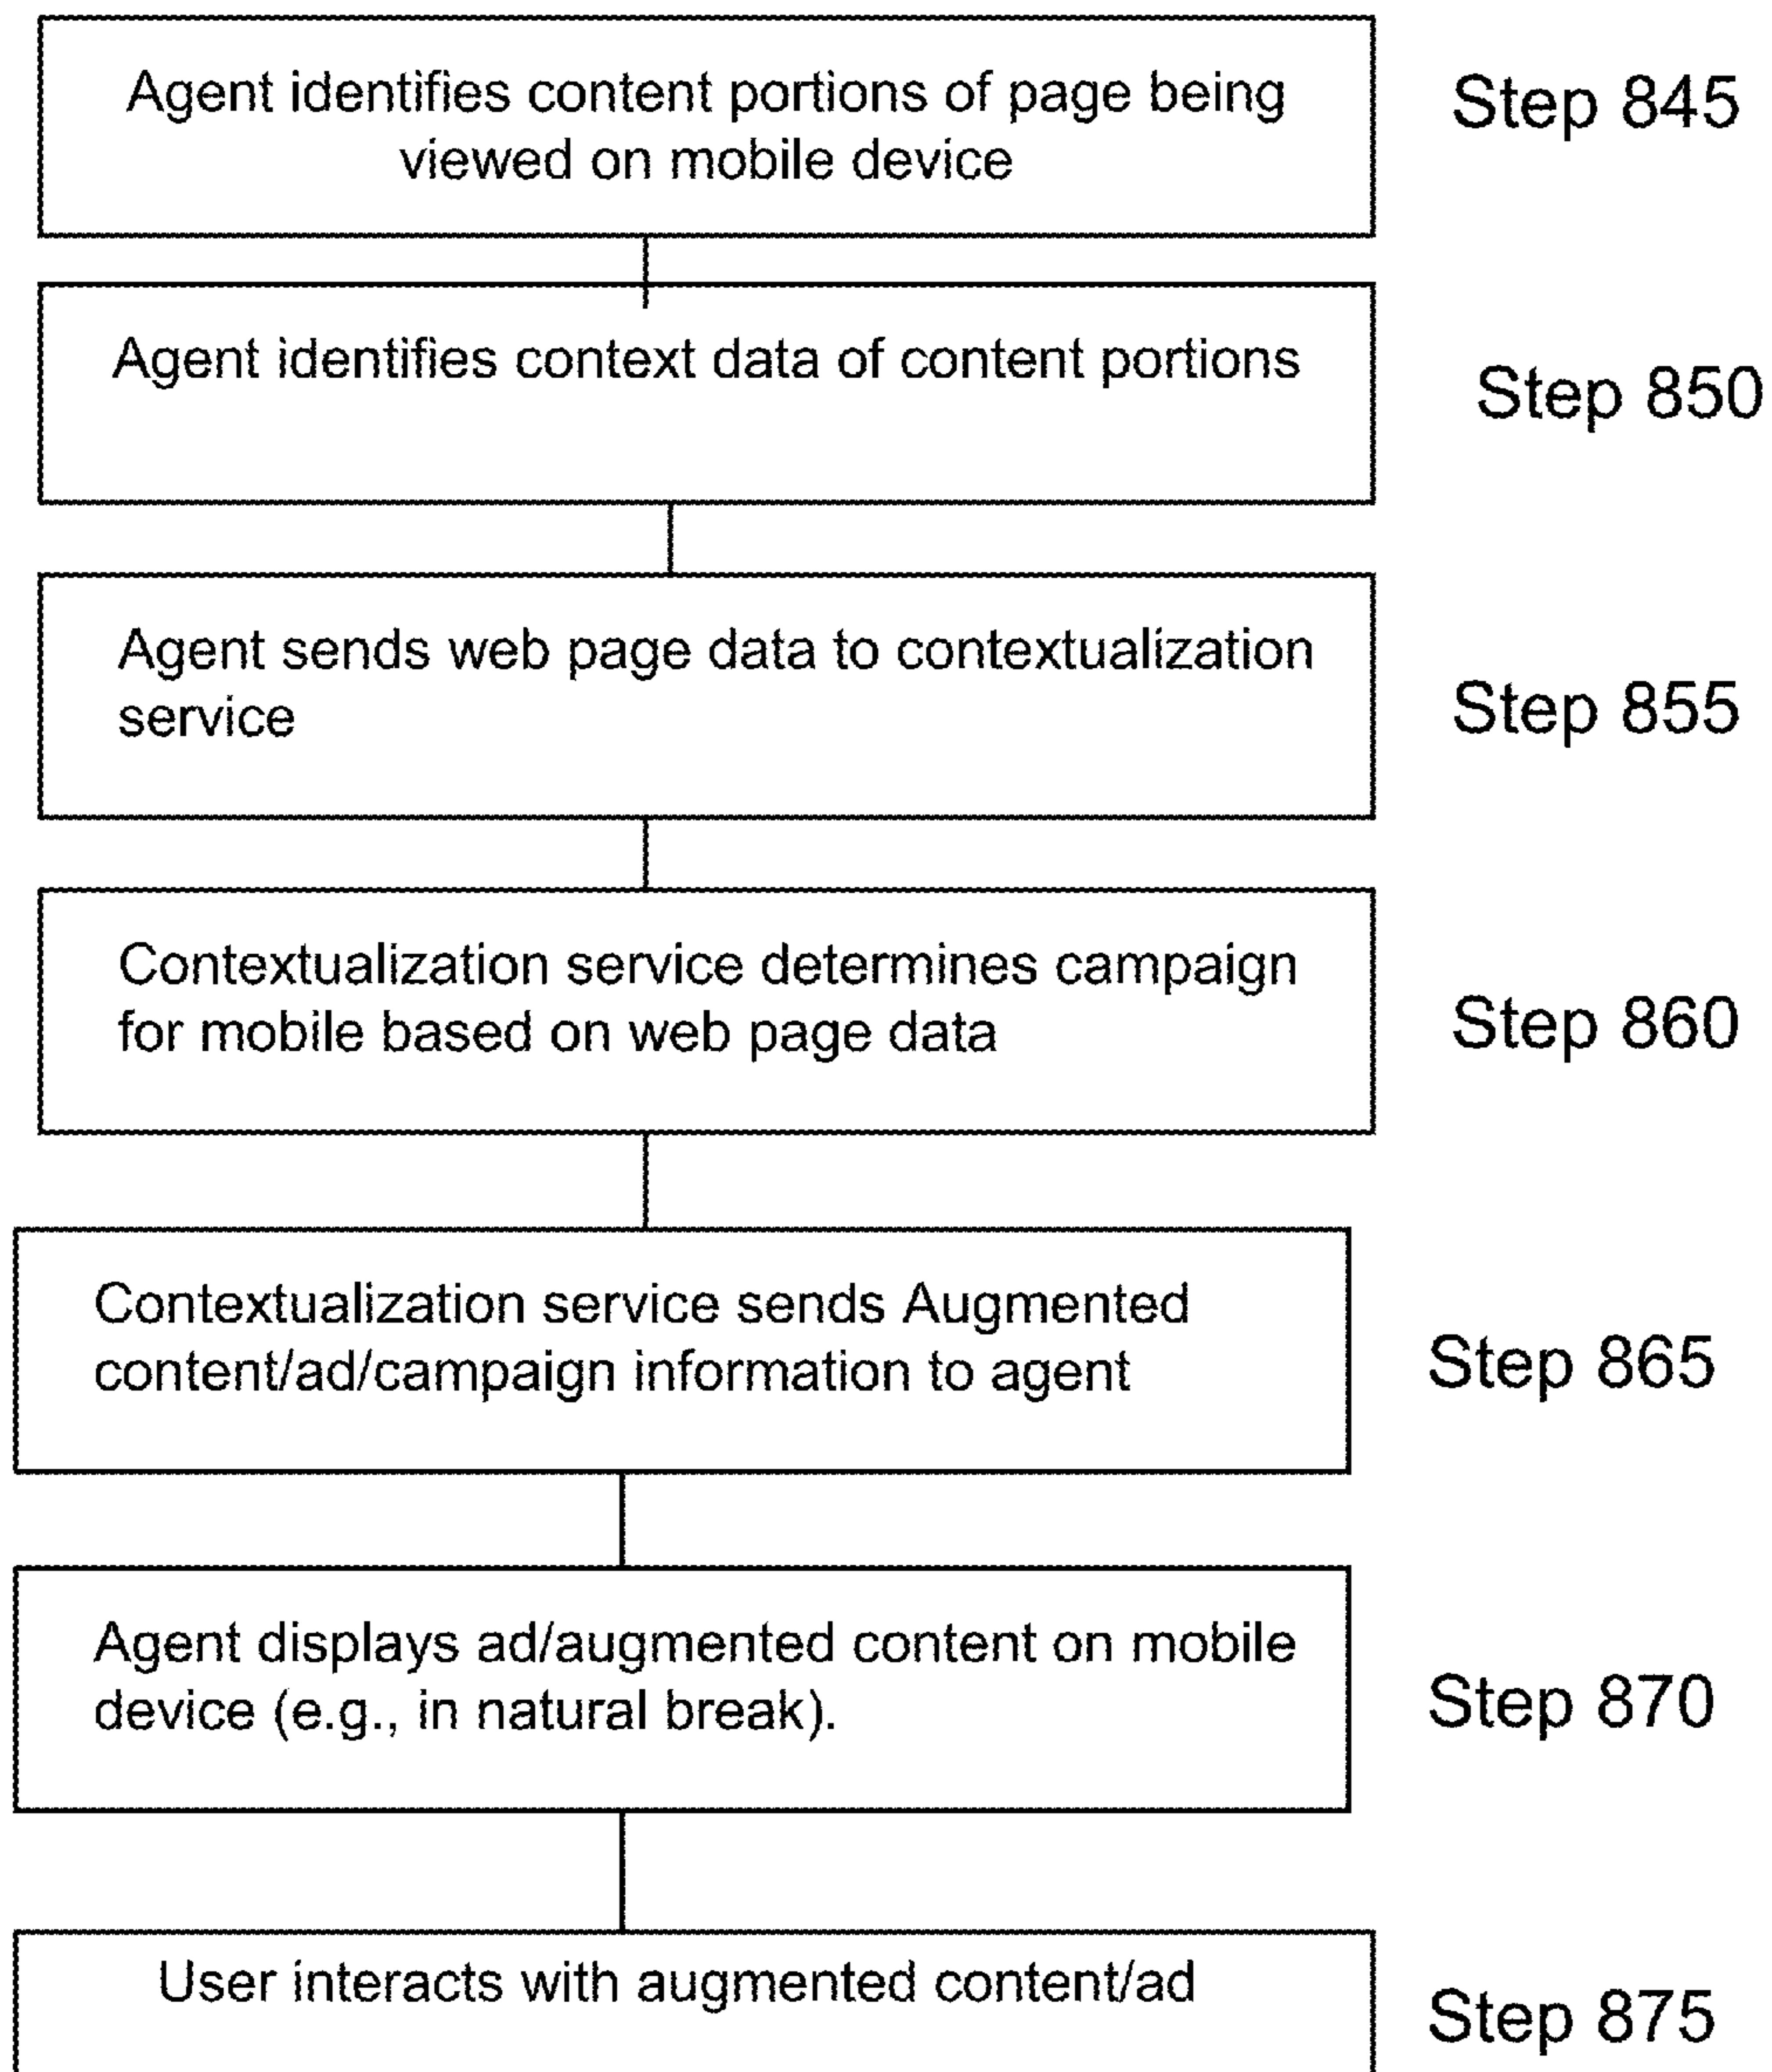 Agent identifies content portions of page being
viewed on mobile device
Step 845
Agent identifies context data of content portions
Step 850
Agent sends web page data to contextualization
service
Step 855
Contextualization service determines campaign
for mobile based on web page data
Step 860
Contextualization service sends Augmented
content/ad/campaign information to agent
Step 865
Agent displays ad/augmented content on mobile
device (e.g., in natural break).
Step 870
User interacts with augmented content/ad
Step 875